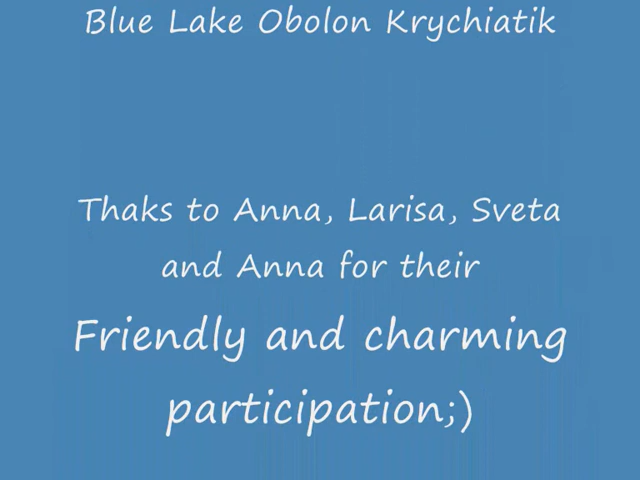 Blue Lake Obolon Krychiatik
Thaks to Anna, Larisa, Sveta
and Anna for their
Friendly and charming
participation;)